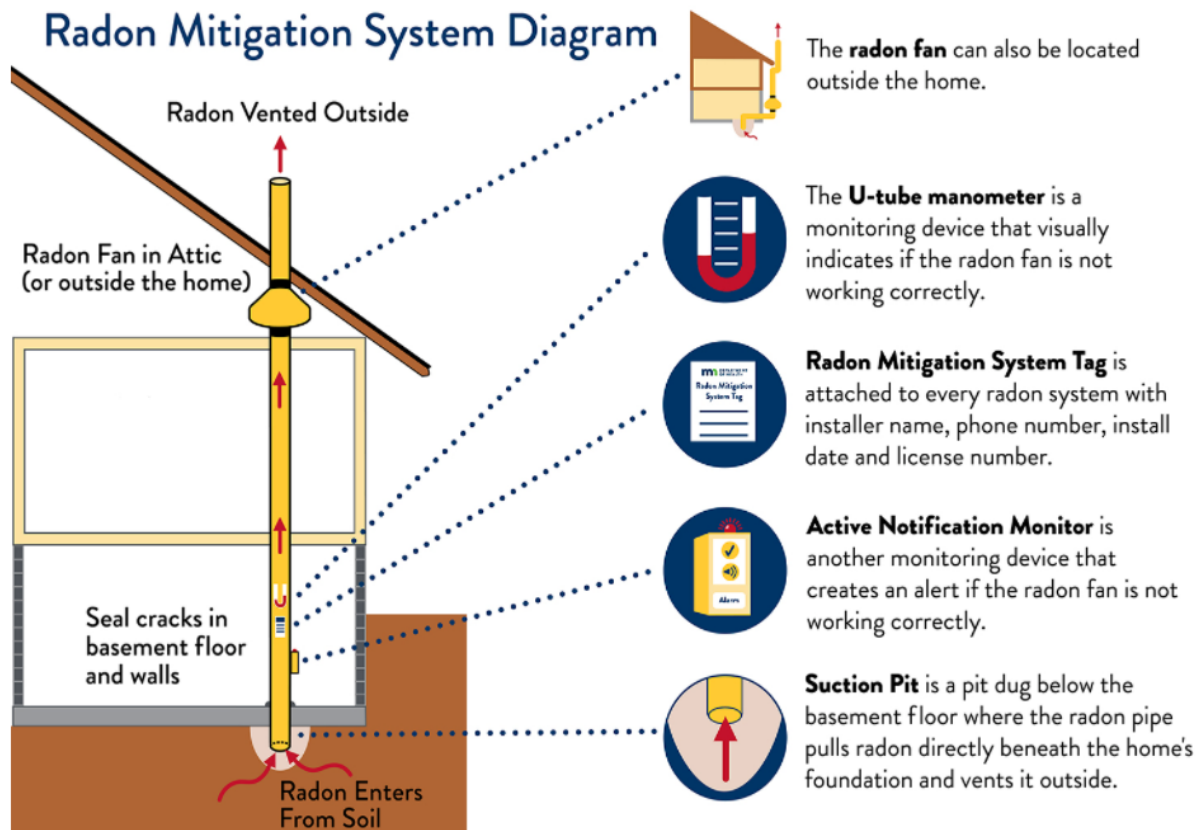 Radon Mitigation System Diagram
Radon Vented Outside
Radon Fan in Attic
(or outside the home)
Seal cracks in
basement floor
and walls
Radon Enters
From Soil
The radon fan can also be located
outside the home.
The U-tube manometer is a
monitoring device that visually
indicates if the radon fan is not
working correctly.
Radon Mitigation
System Tag
Radon Mitigation System Tag is
attached to every radon system with
installer name, phone number, install
date and license number.
Alarm
Active Notification Monitor is
another monitoring device that
creates an alert if the radon fan is not
working correctly.
Suction Pit is a pit dug below the
basement floor where the radon pipe
pulls radon directly beneath the home's
foundation and vents it outside.